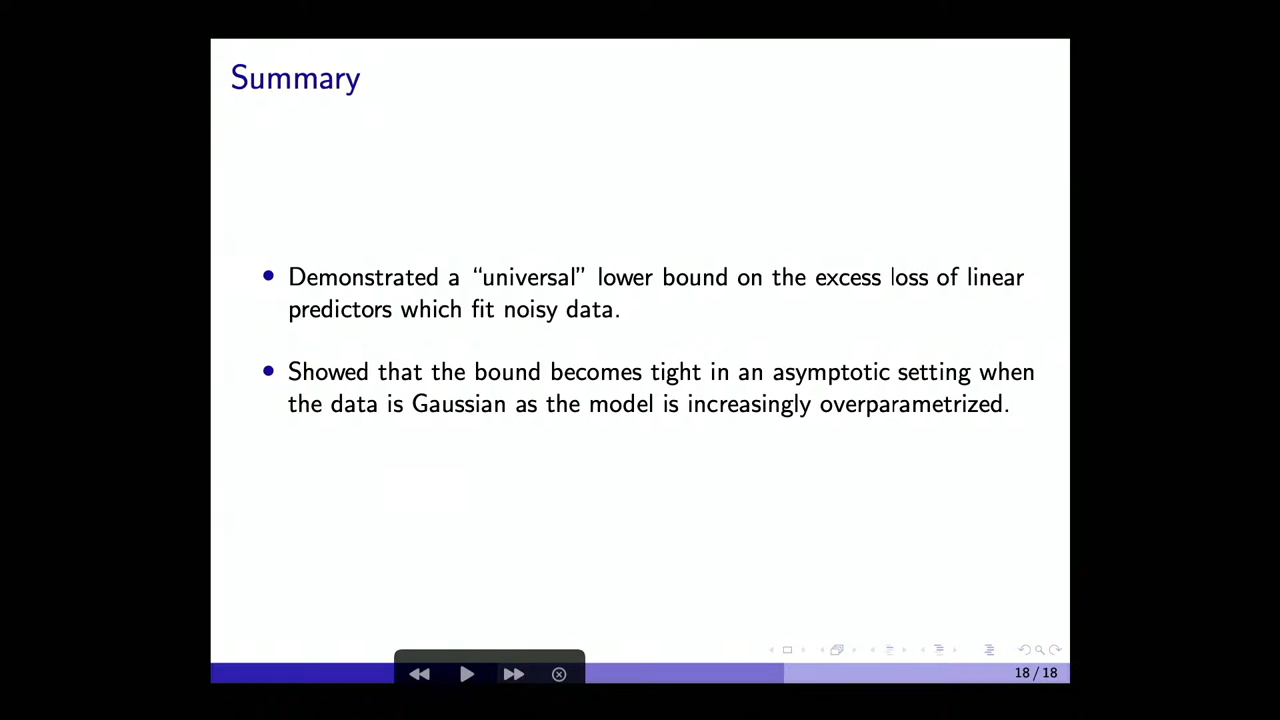 Summary
• Demonstrated a “universal” lower bound on the excess loss of linear
predictors which fit noisy data.
• Showed that the bound becomes tight in an asymptotic setting when
the data is Gaussian as the model is increasingly overparametrized.
18 / 18